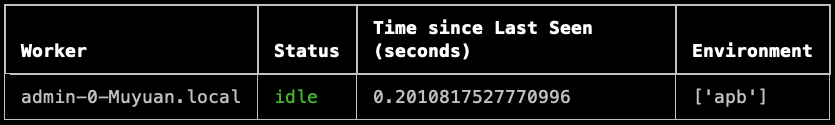 Worker Status Time since Last Seen (seconds) Environment
admin-0-Muyuan.local idle 0.2010817527770996 ['apb']